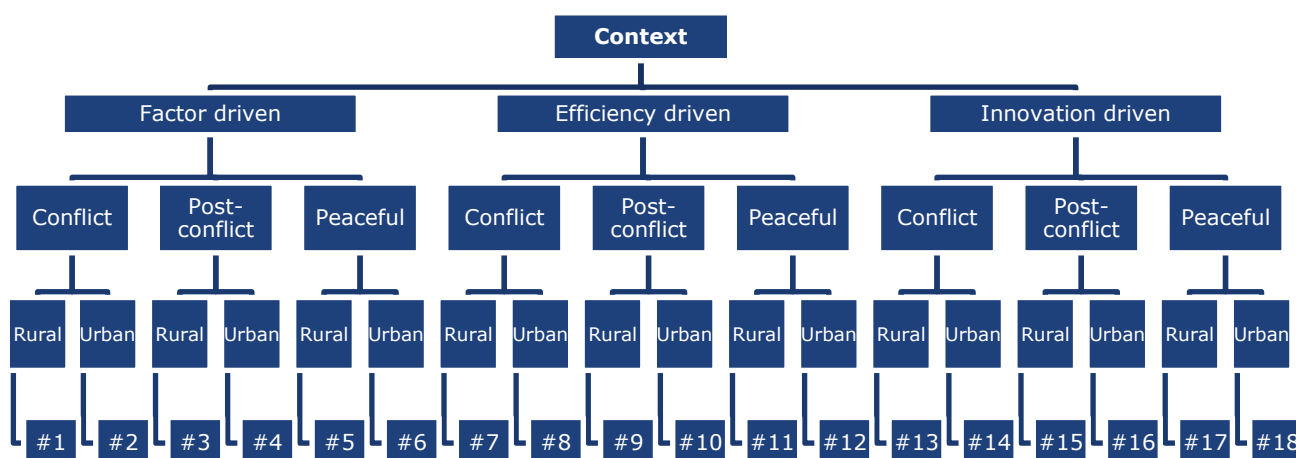 Context
Factor driven
Efficiency driven
Innovation driven
Conflict
Post-
conflict
Peaceful
Conflict
Post-
conflict
Peaceful
Conflict
Post-
conflict
Peaceful
Rural
Urban
Rural
Urban
Rural
Urban
Rural
Urban
Rural
Urban
Rural
Urban
Rural
Urban
Rural
Urban
Rural
Urban
#1
#2
#3
#4
#5
#6
#7
#8
#9
#10
#11
#12
#13
#14
#15
#16
#17
#18